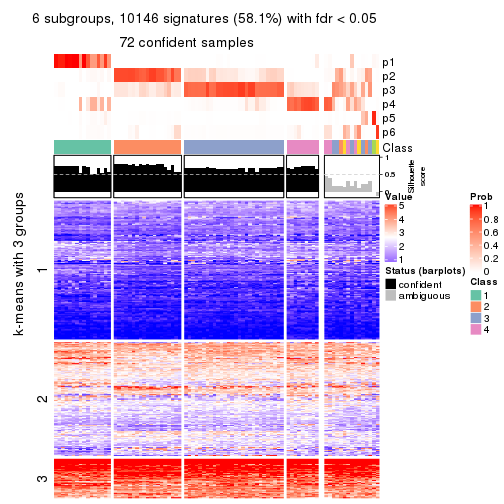 6 subgroups, 10146 signatures (58.1%) with fdr < 0.05
72 confident samples
p1
p2
p3
p4
p5
p6
Class
1
0.5
0
Silhouette
score
k-means with 3 groups
1
2
3
Value
5
4
3
2
1
Status (barplots)
confident
ambiguous
Prob
1
0.8
0.6
0.4
0.2
0
Class
1
2
3
4